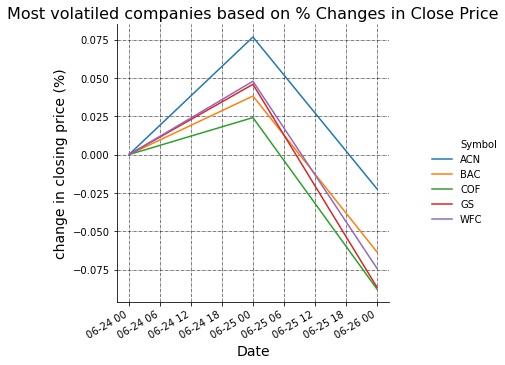 Most volatiled companies based on % Changes in Close Price
change in closing price (%)
0.075
0.050
0.025
0.000
−0.025
−0.050
−0.075
06-24 00
06-24 06
06-24 12
06-24 18
06-25 00
06-25 06
06-25 12
06-25 18
06-26 00
Date
Symbol
ACN
BAC
COF
GS
WFC